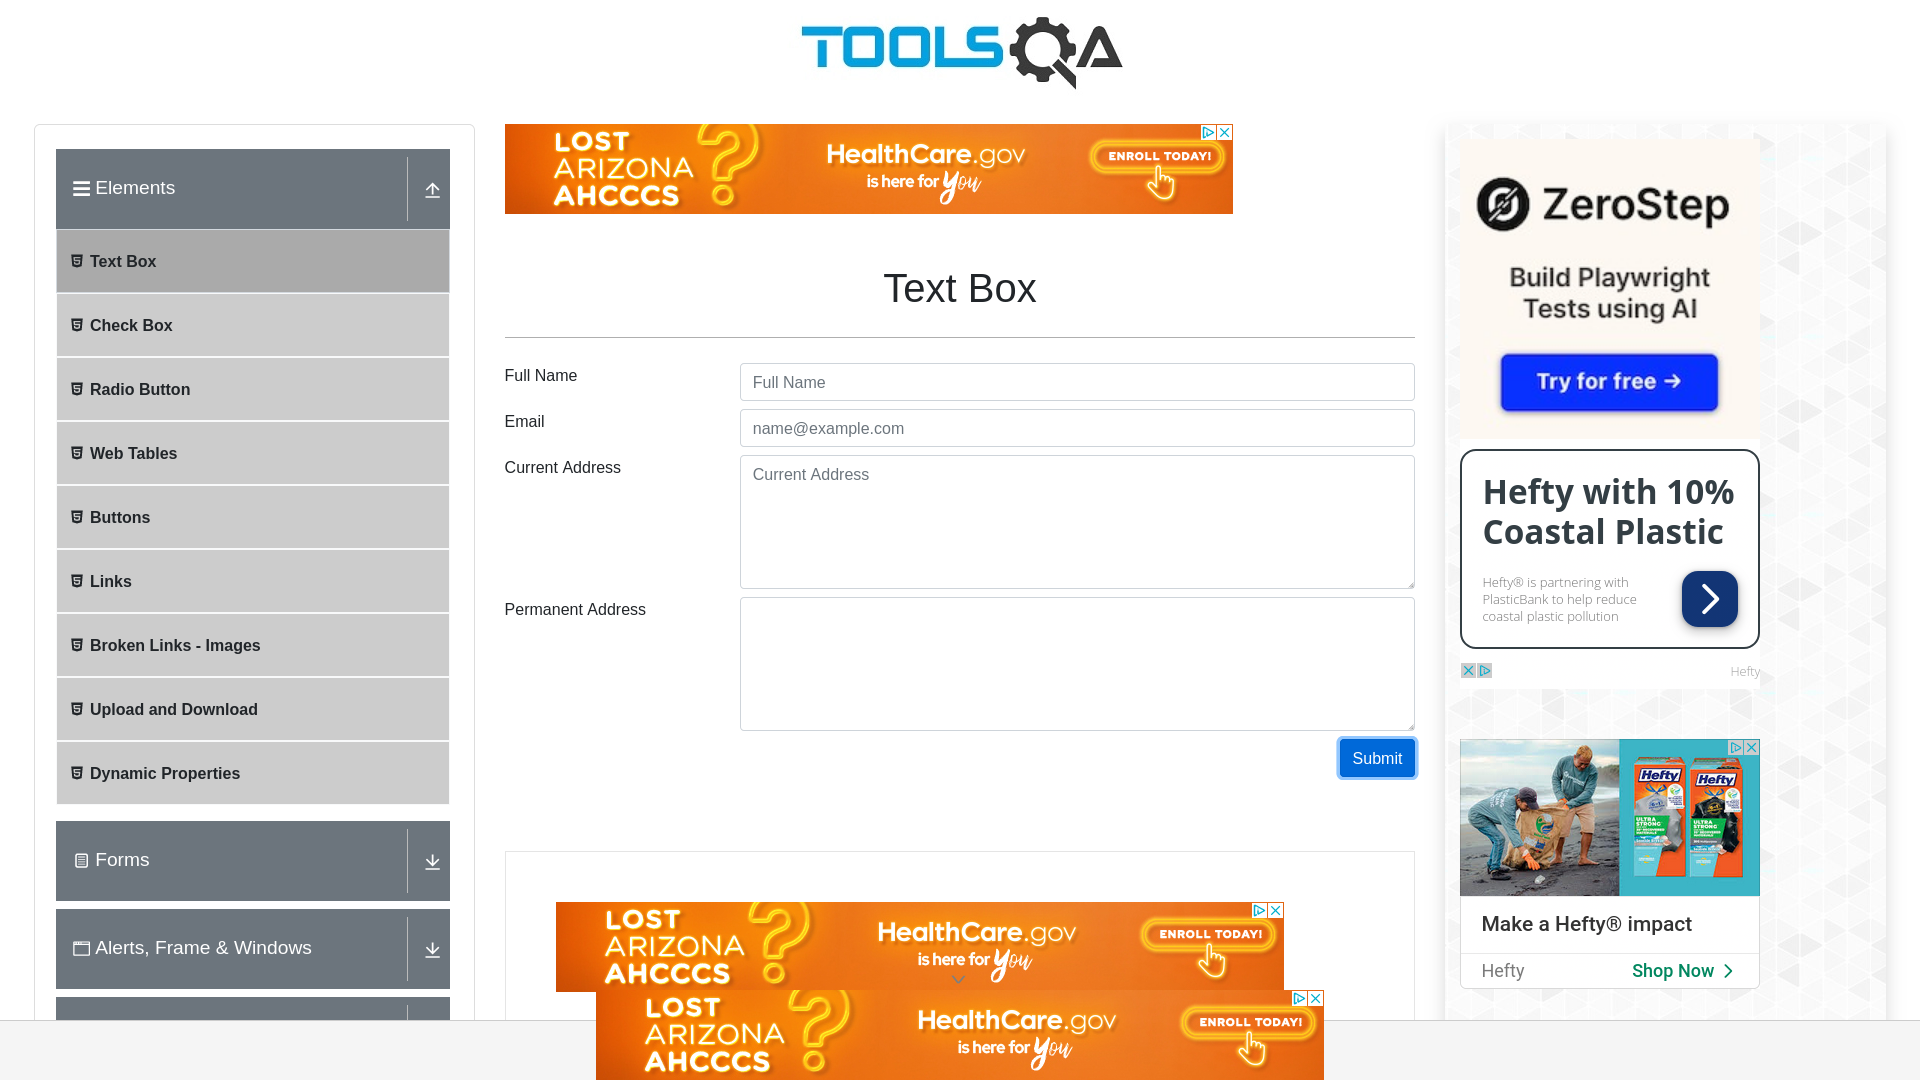 TOOLSQA
Elements
Text Box
Check Box
Radio Button
Web Tables
Buttons
Links
Broken Links - Images
Upload and Download
Dynamic Properties
Forms
Alerts, Frame & Windows
LOST
ARIZONA
AHCCCS
?
HealthCare.gov
is here for You
ENROLL TODAY!
Text Box
Full Name
Full Name
Email
name@example.com
Current Address
Current Address
Permanent Address
Submit
LOST
ARIZONA
AHCCCS
?
HealthCare.gov
is here for You
ENROLL TODAY!
LOST
ARIZONA
AHCCCS
?
HealthCare.gov
is here for You
ENROLL TODAY!
ZeroStep
Build Playwright
Tests using AI
Try for free →
Hefty with 10%
Coastal Plastic
Hefty® is partnering with
PlasticBank to help reduce
coastal plastic pollution
Hefty
Hefty
Hefty
ULTRA
STRONG
ULTRA
STRONG
Make a Hefty® impact
Hefty
Shop Now